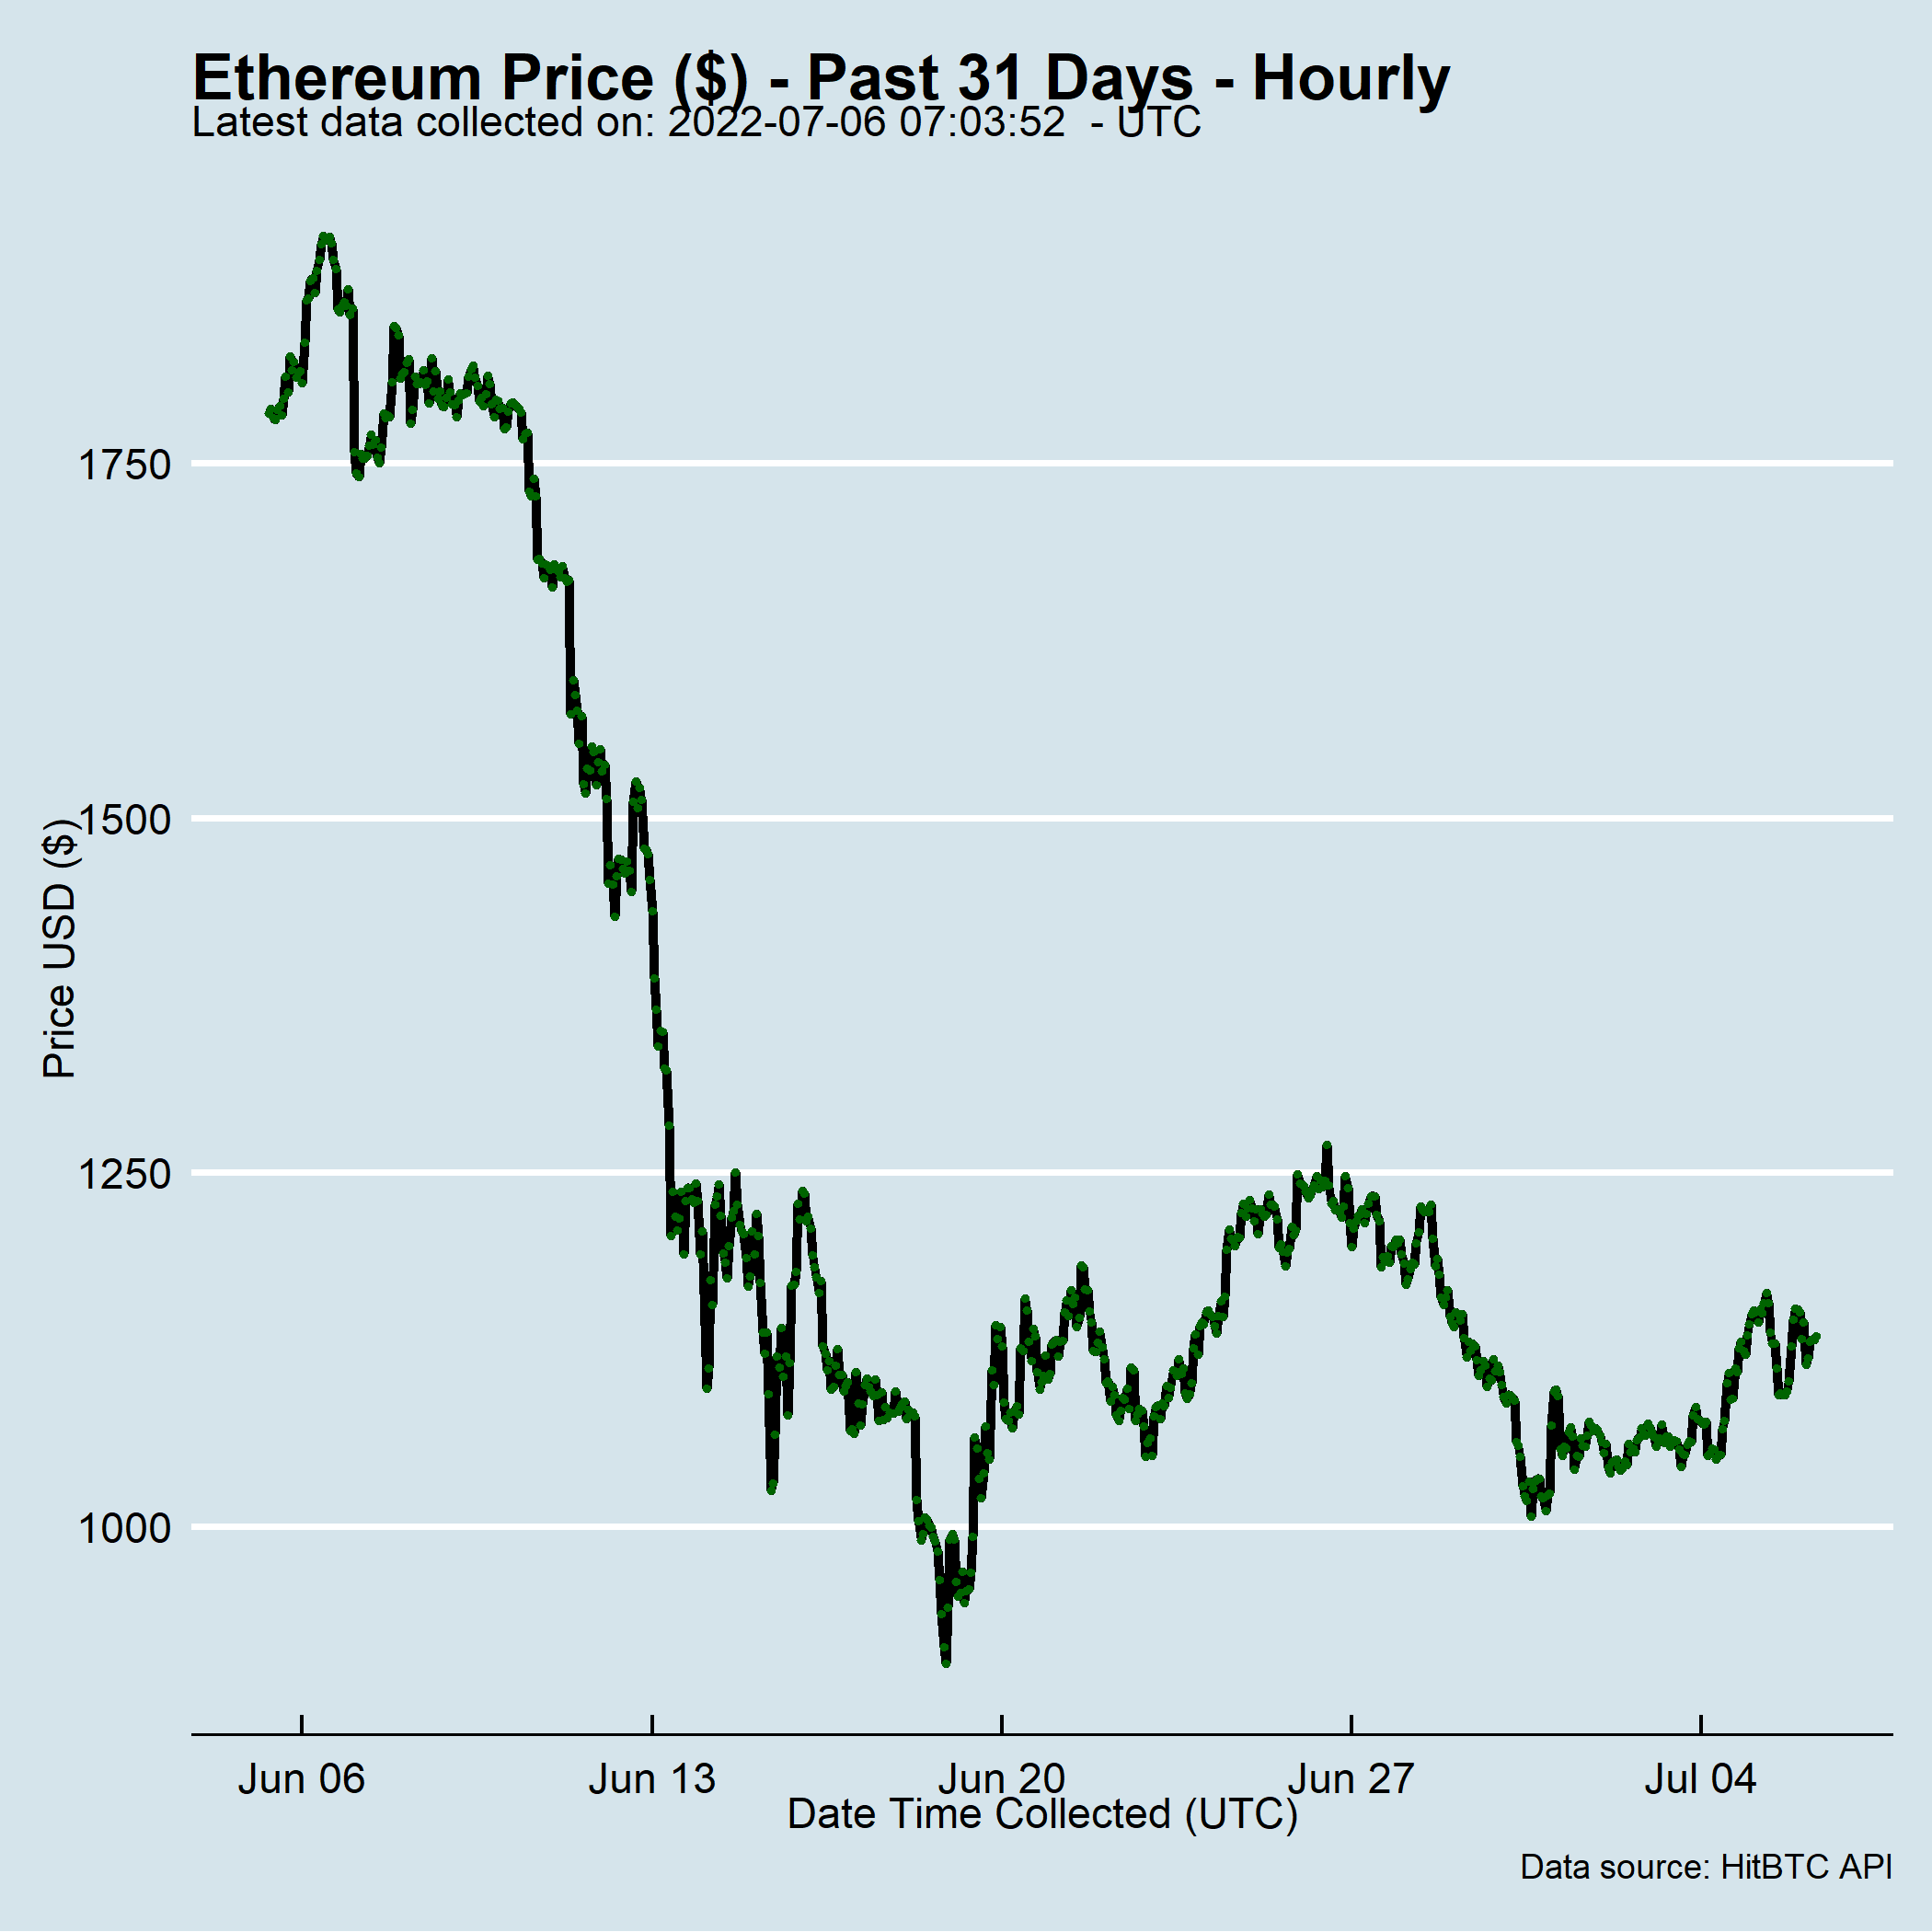 Ethereum Price ($) - Past 31 Days - Hourly
Latest data collected on: 2022-07-06 07:03:52  - UTC
1750
1500
1250
1000
Price USD ($)
Jun 06
Jun 13
Jun 20
Jun 27
Jul 04
Date Time Collected (UTC)
Data source: HitBTC API